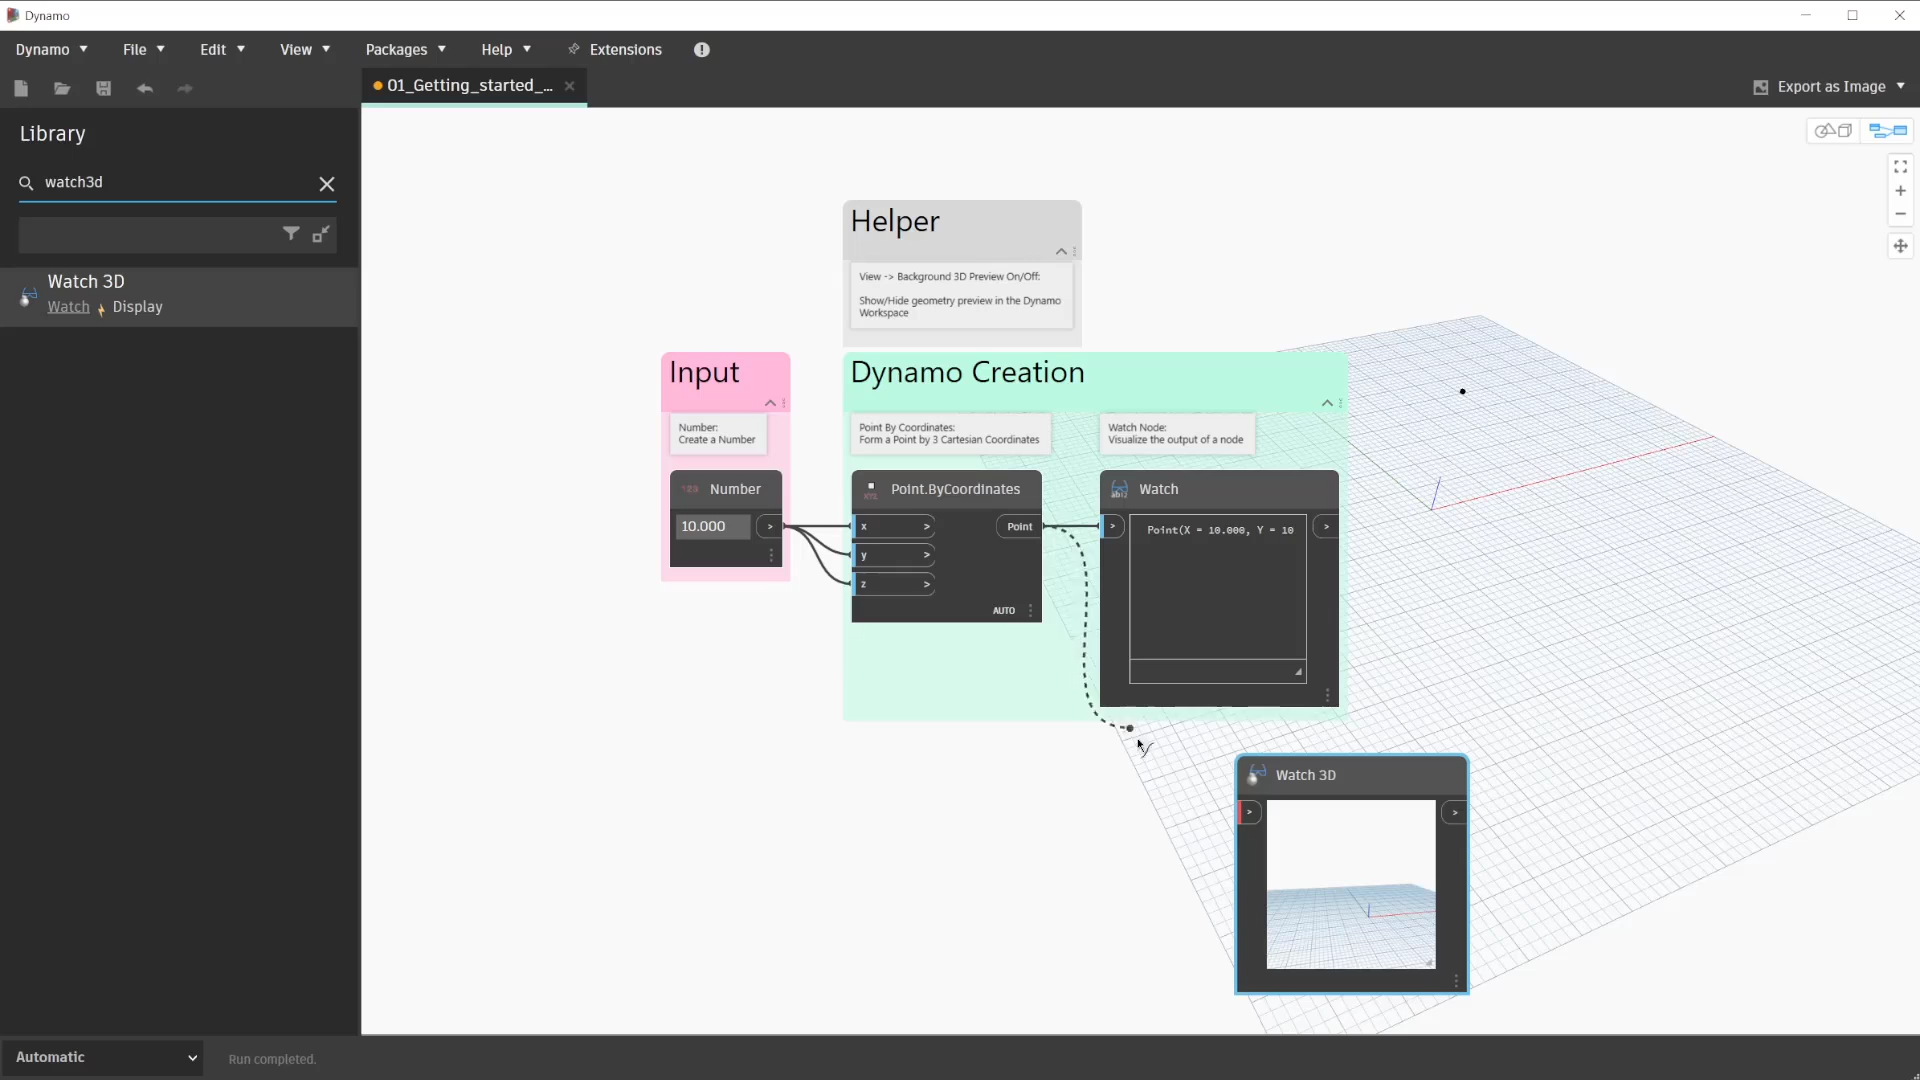 Dynamo
Dynamo File Edit View Packages Help Extensions
01_Getting_started_...
Export as Image
Library
watch3d
Watch 3D
Watch Display
Helper
View -> Background 3D Preview On/Off:
Show/Hide geometry preview in the Dynamo
Workspace
Input
Number:
Create a Number
123 Number
10.000 >
Dynamo Creation
Point By Coordinates:
Form a Point by 3 Cartesian Coordinates
Watch Node:
Visualize the output of a node
XYZ Point.ByCoordinates
x > Point
y >
z >
AUTO
Watch
> Point(X = 10.000, Y = 10 >
Watch 3D
> >
Automatic
Run completed.